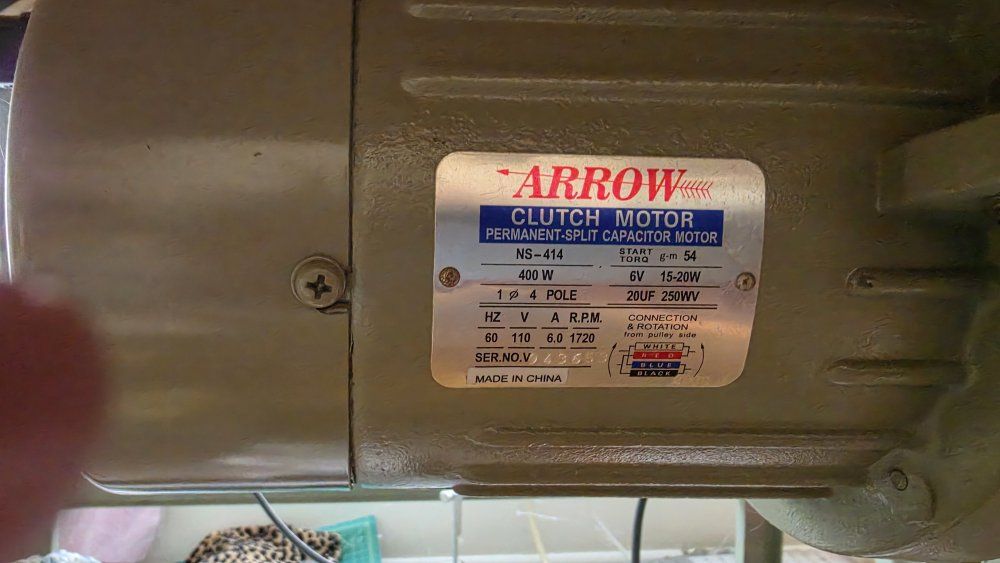 ARROW
CLUTCH MOTOR
PERMANENT-SPLIT CAPACITOR MOTOR
NS-414 START TORQ g-m 54
400 W 6V 15-20W
1 ø 4 POLE 20UF 250WV
HZ V A R.P.M.
60 110 6.0 1720
CONNECTION
& ROTATION
from pulley side
WHITE
RED
BLUE
BLACK
SER.NO.V
MADE IN CHINA